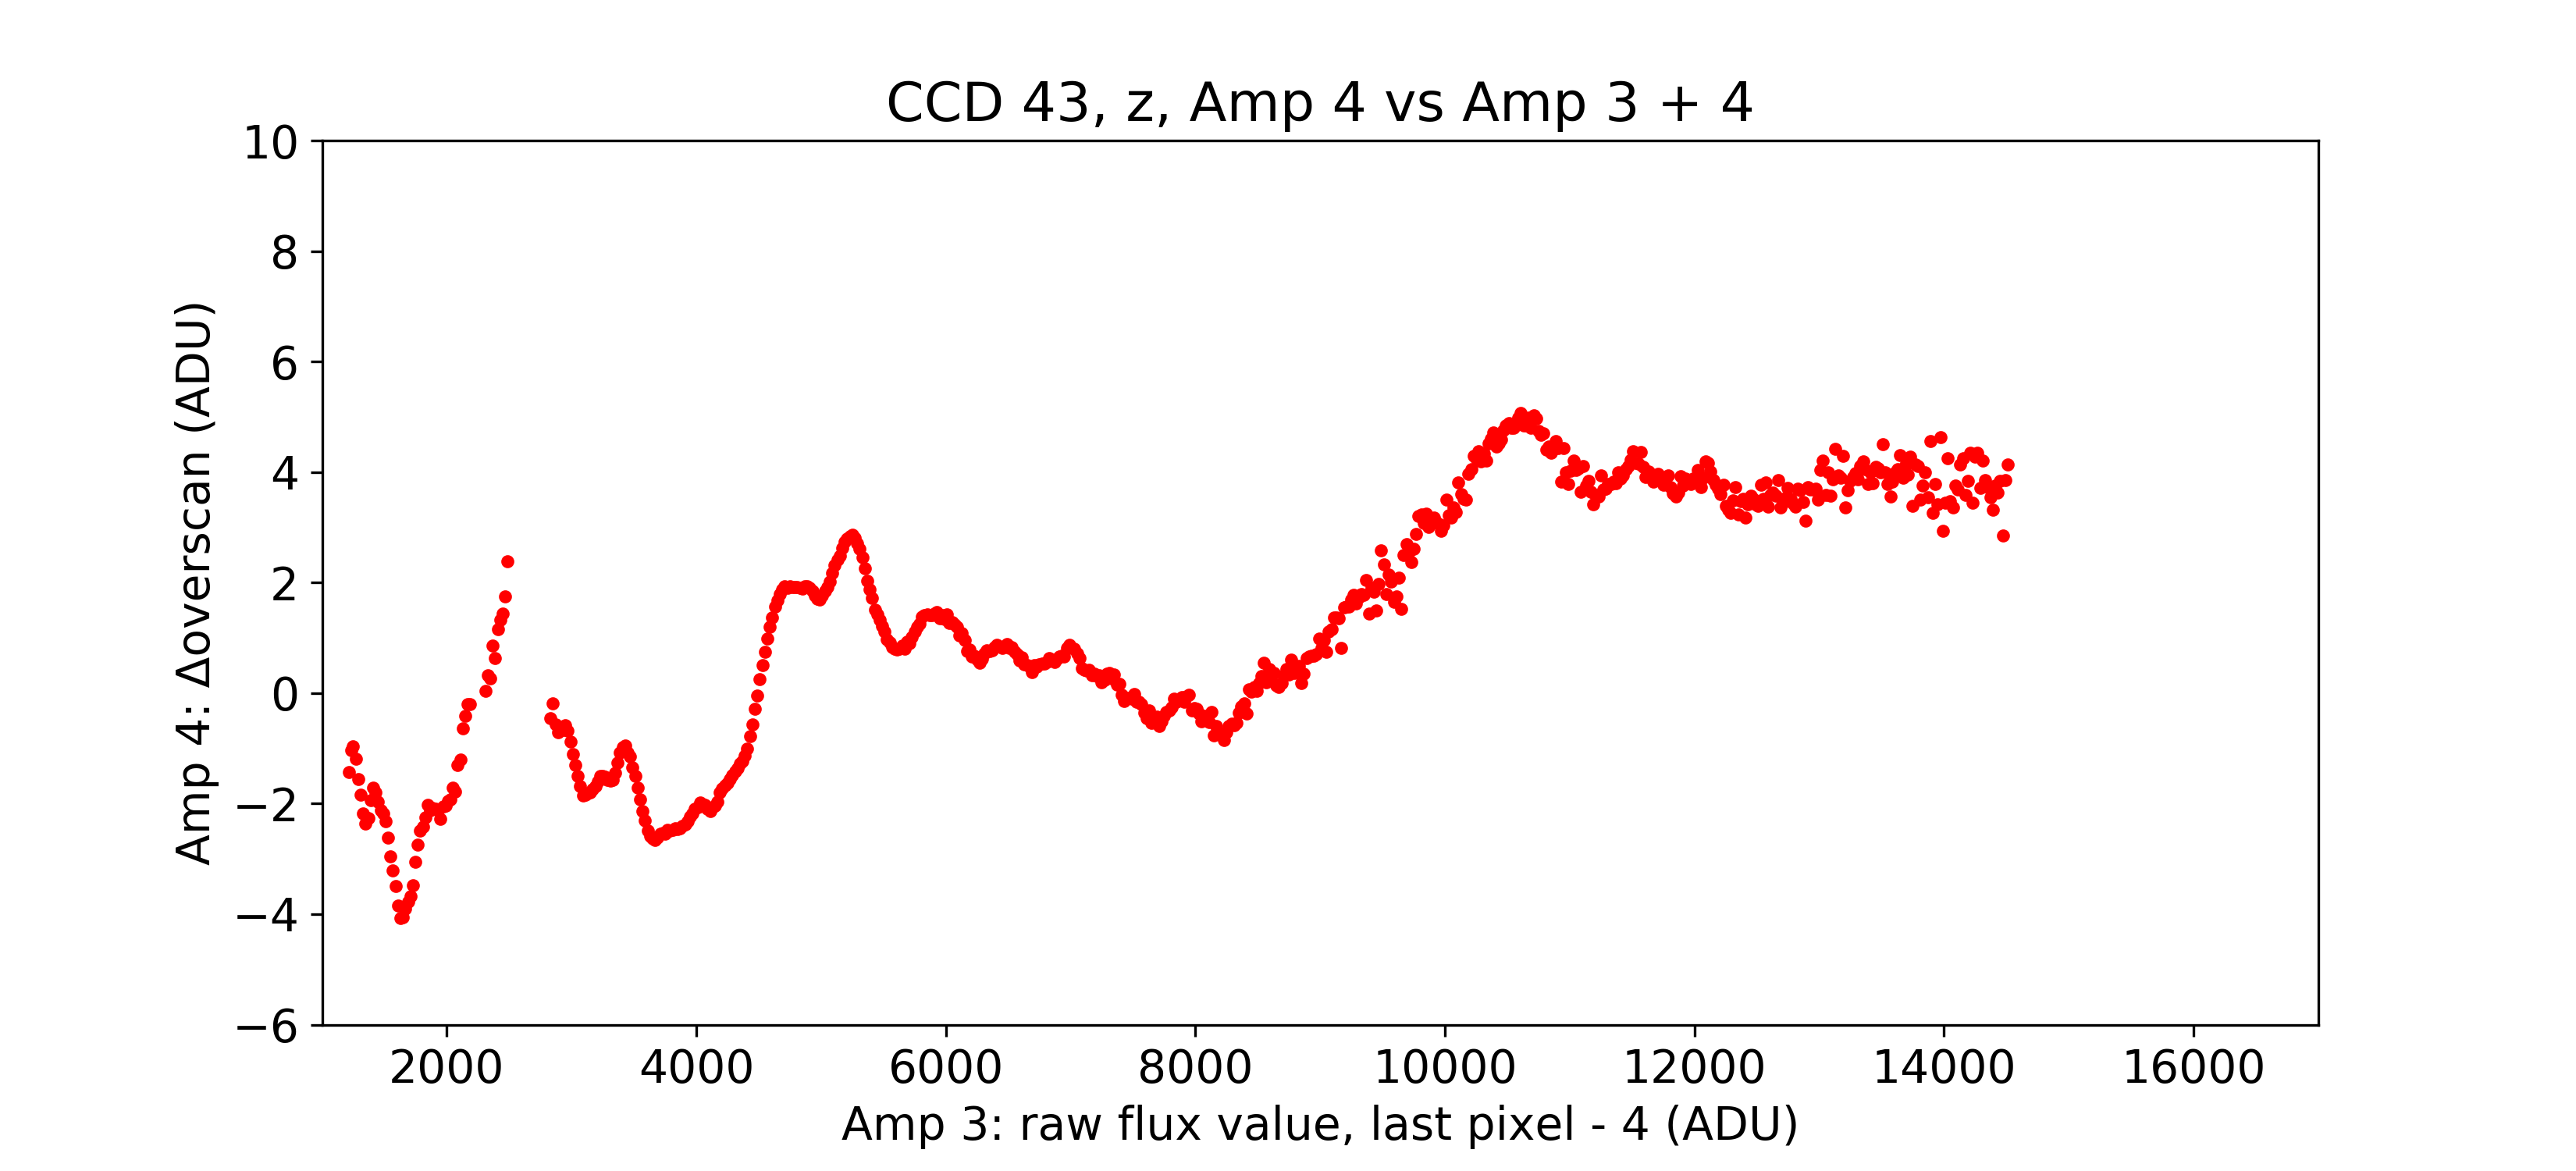 CCD 43, z, Amp 4 vs Amp 3 + 4
10
8
6
4
2
0
−2
−4
−6
Amp 4: Δoverscan (ADU)
2000 4000 6000 8000 10000 12000 14000 16000
Amp 3: raw flux value, last pixel - 4 (ADU)